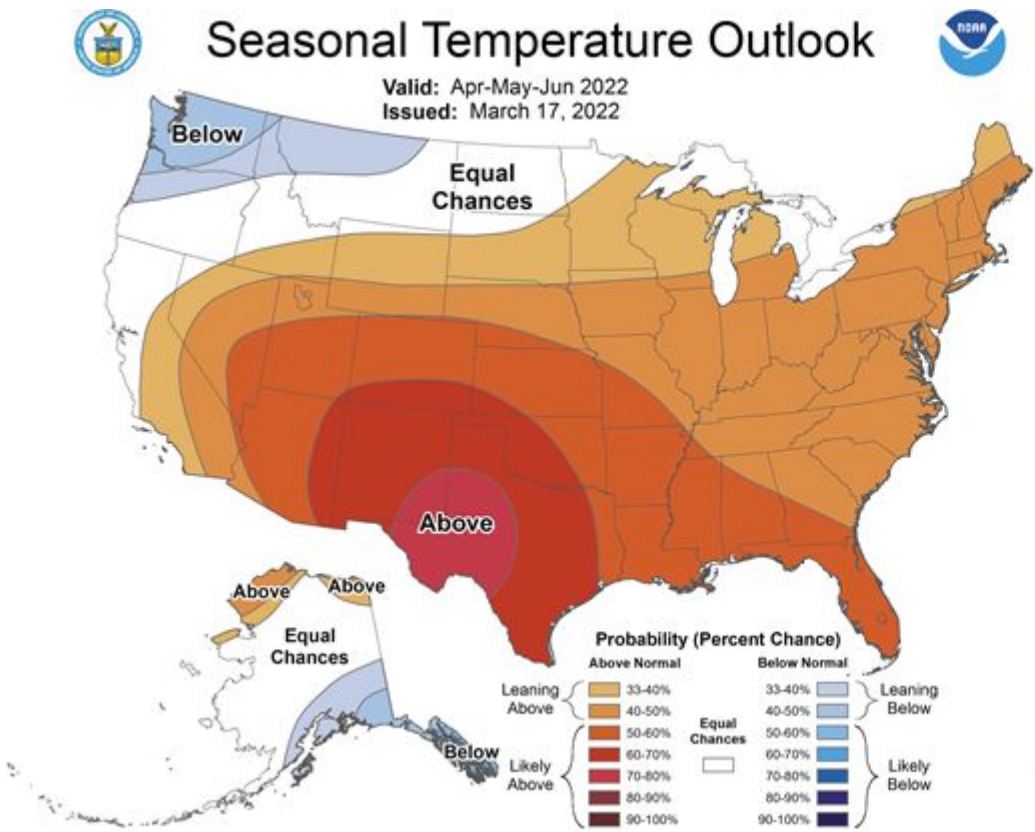 Seasonal Temperature Outlook
NOAA
Valid: Apr-May-Jun 2022
Issued: March 17, 2022
Below
Equal
Chances
Above
Above
Above
Equal
Chances
Below
Probability (Percent Chance)
Above Normal
Below Normal
Leaning
Above
33-40%
40-50%
Likely
Above
50-60%
60-70%
70-80%
80-90%
90-100%
Equal
Chances
33-40%
40-50%
Leaning
Below
50-60%
60-70%
70-80%
80-90%
90-100%
Likely
Below